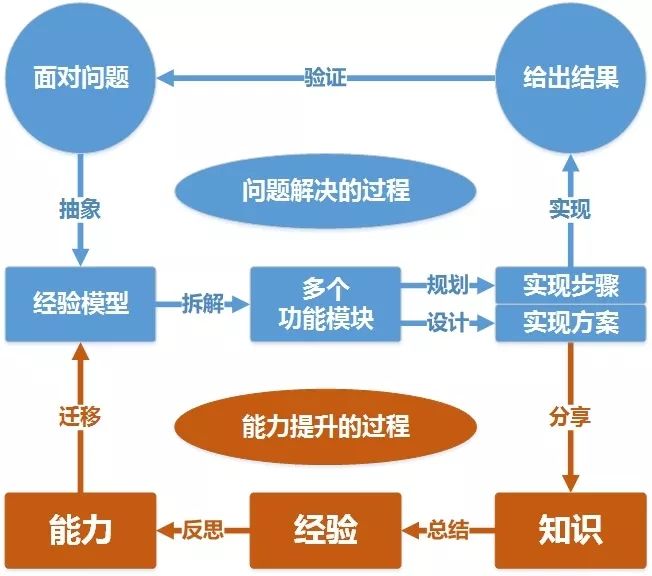 面对问题
验证
给出结果
问题解决的过程
抽象
实现
经验模型
拆解
多个
功能模块
规划
设计
实现步骤
实现方案
迁移
能力提升的过程
分享
能力
反思
经验
总结
知识